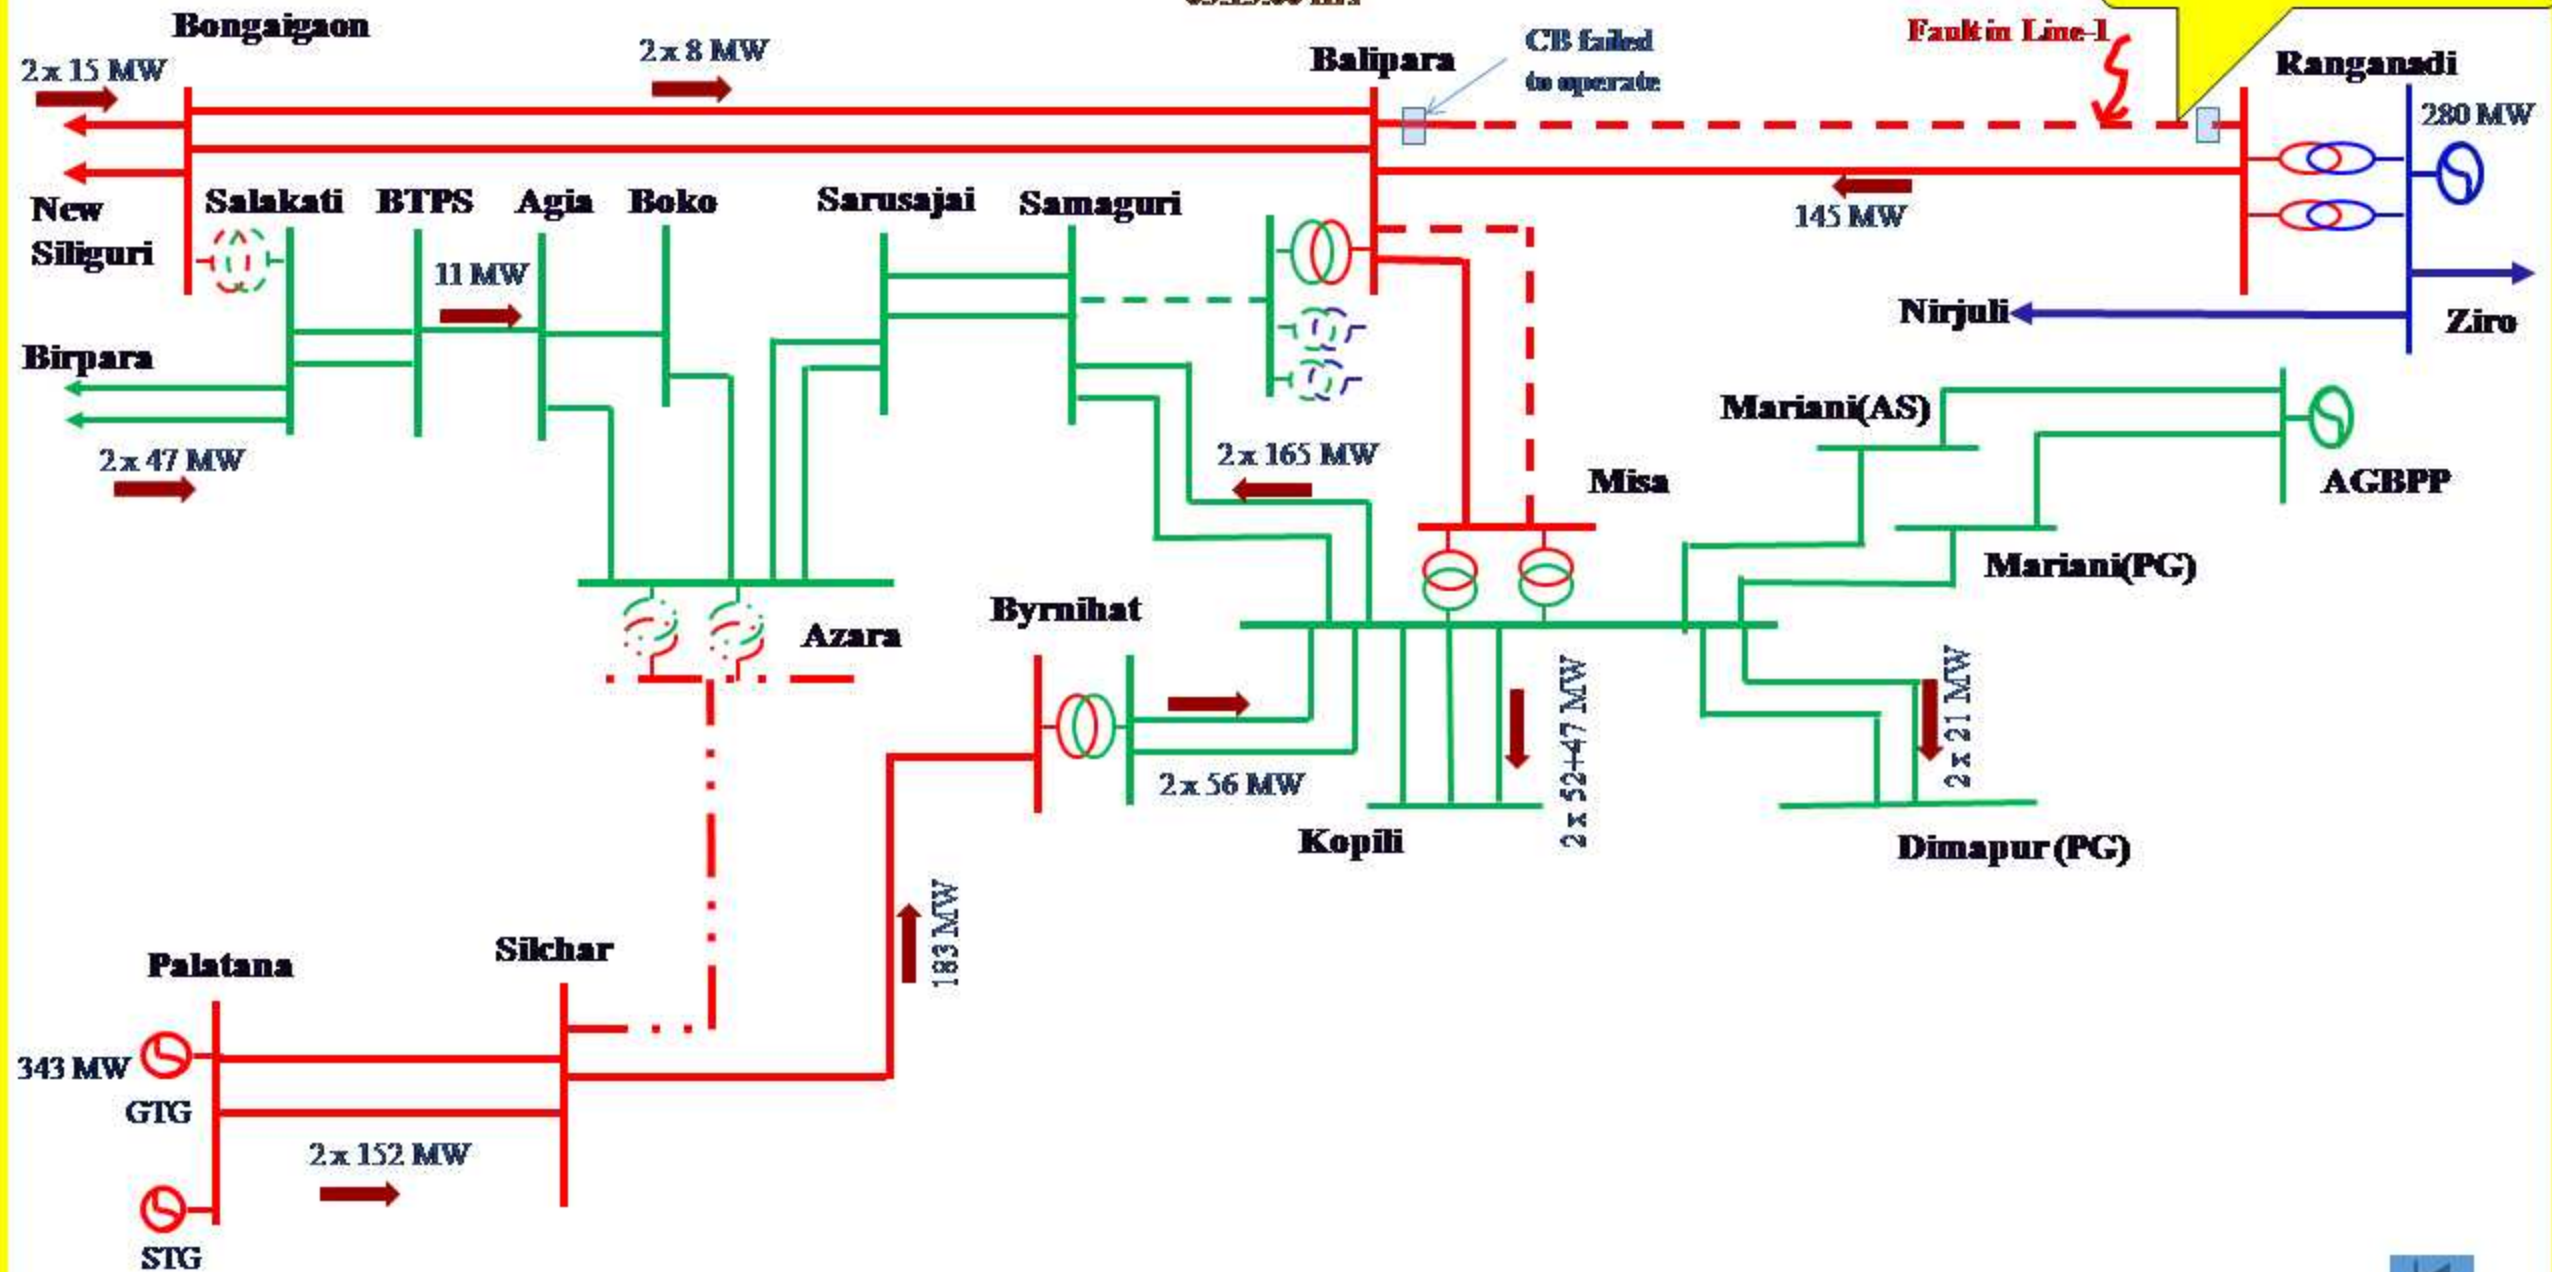 Bongaigaon
2 x 15 MW
2 x 8 MW
Balipara
CB failed
to operate
Fault in Line-1
Ranganadi
280 MW
New
Siliguri
Salakati
BTPS
Agia
Boko
Sarusajai
Samaguri
145 MW
11 MW
Nirjuli
Ziro
Birpara
2 x 47 MW
Mariani(AS)
2 x 165 MW
Misa
AGBPP
Mariani(PG)
Byrnihat
Azara
2 x 56 MW
2 x 52+47 MW
2 x 21 MW
Kopili
Dimapur (PG)
183 MW
Palatana
Silchar
343 MW
GTG
2 x 152 MW
STG